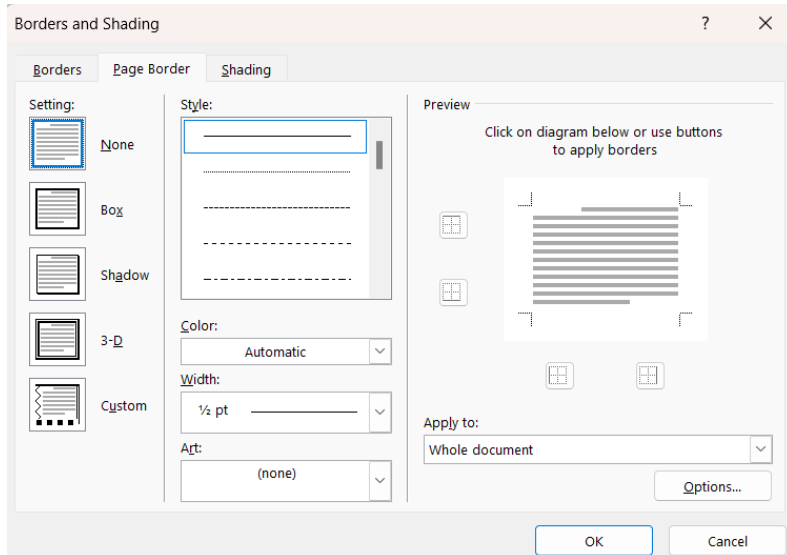 Borders and Shading
?
Borders
Page Border
Shading
Setting:
None
Box
Shadow
3-D
Custom
Style:
Color:
Automatic
Width:
½ pt
Art:
(none)
Preview
Click on diagram below or use buttons
to apply borders
Apply to:
Whole document
Options...
OK
Cancel